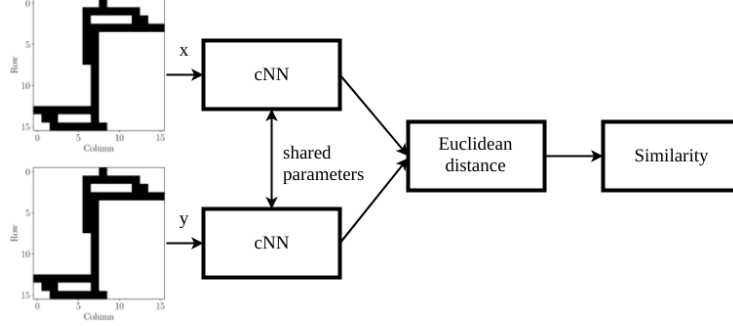 0
5
10
15
Row
0
5
10
15
Column
x
cNN
shared
parameters
Euclidean
distance
Similarity
0
5
10
15
Row
0
5
10
15
Column
y
cNN